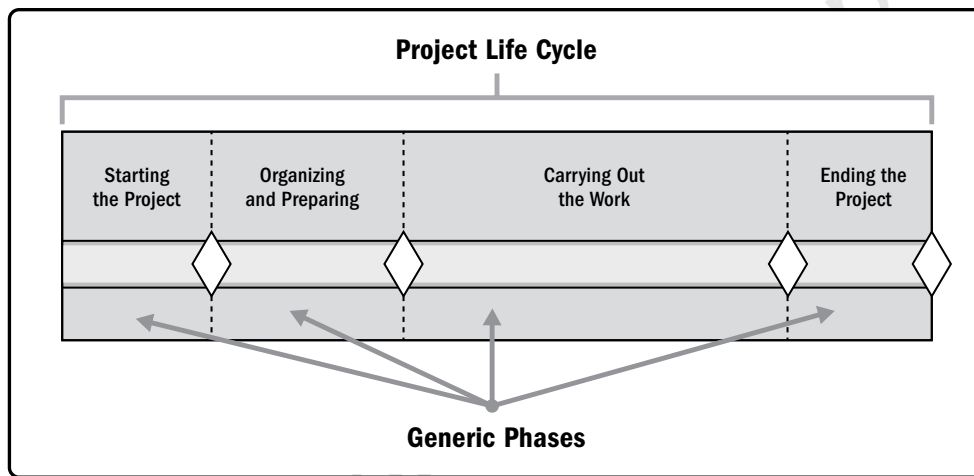 Project Life Cycle
Starting
the Project
Organizing
and Preparing
Carrying Out
the Work
Ending the
Project
Generic Phases